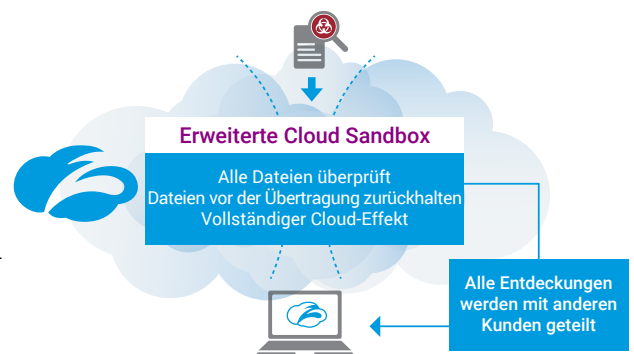 Erweiterte Cloud Sandbox
Alle Dateien überprüft
Dateien vor der Übertragung zurückhalten
Vollständiger Cloud-Effekt
Alle Entdeckungen
werden mit anderen
Kunden geteilt